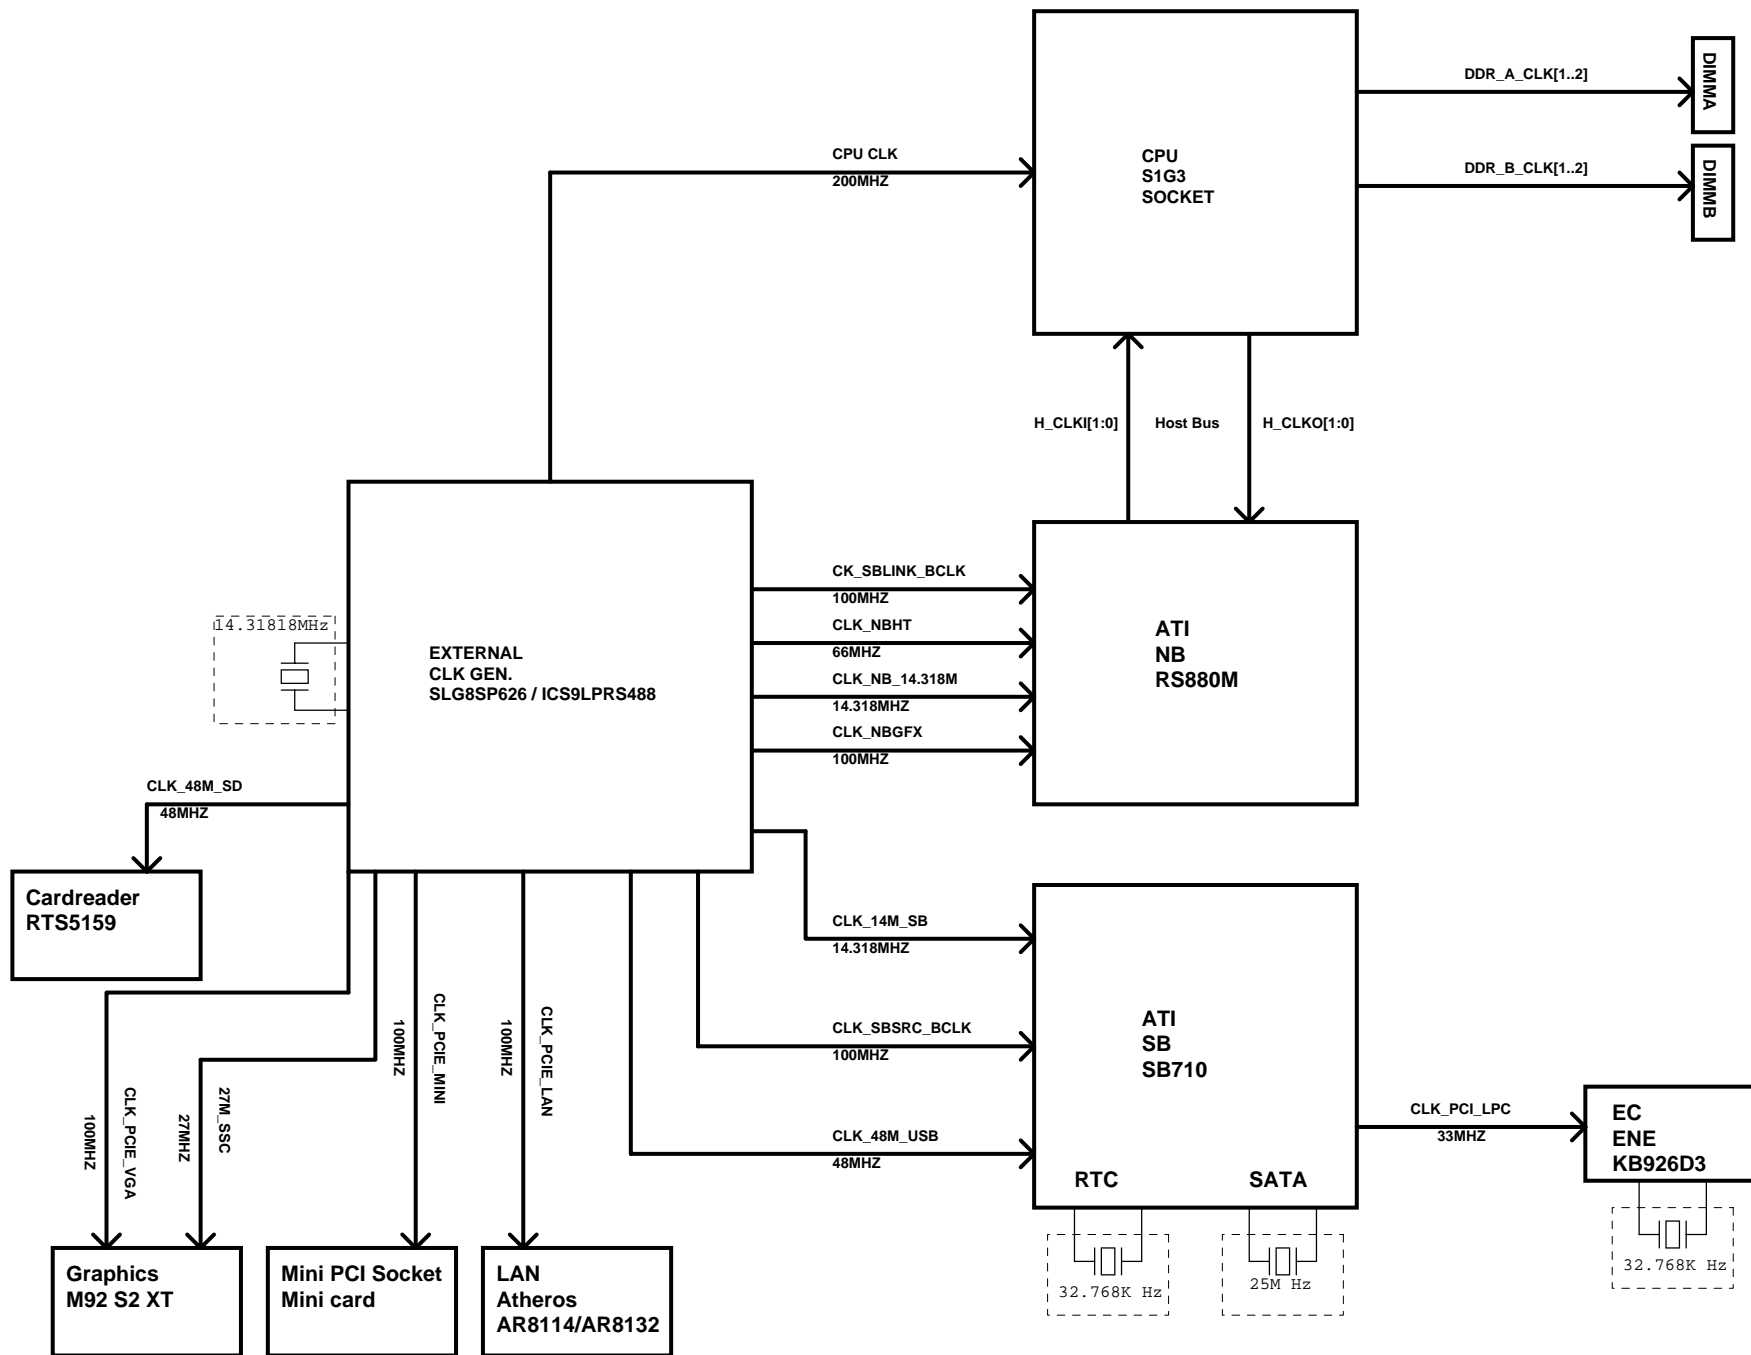 DDR_A_CLK[1..2]
DIMMA
CPU CLK
200MHZ
CPU
S1G3
SOCKET
DDR_B_CLK[1..2]
DIMMB
H_CLKI[1:0]
Host Bus
H_CLKO[1:0]
14.31818MHz
EXTERNAL
CLK GEN.
SLG8SP626 / ICS9LPRS488
CK_SBLINK_BCLK
100MHZ
CLK_NBHT
66MHZ
CLK_NB_14.318M
14.318MHZ
CLK_NBGFX
100MHZ
ATI
NB
RS880M
CLK_48M_SD
48MHZ
Cardreader
RTS5159
CLK_14M_SB
14.318MHZ
CLK_SBSRC_BCLK
100MHZ
CLK_48M_USB
48MHZ
ATI
SB
SB710
RTC
SATA
CLK_PCI_LPC
33MHZ
EC
ENE
KB926D3
CLK_PCIE_VGA
100MHZ
27M_SSC
27MHZ
CLK_PCIE_MINI
100MHZ
CLK_PCIE_LAN
100MHZ
Graphics
M92 S2 XT
Mini PCI Socket
Mini card
LAN
Atheros
AR8114/AR8132
32.768K Hz
25M Hz
32.768K Hz